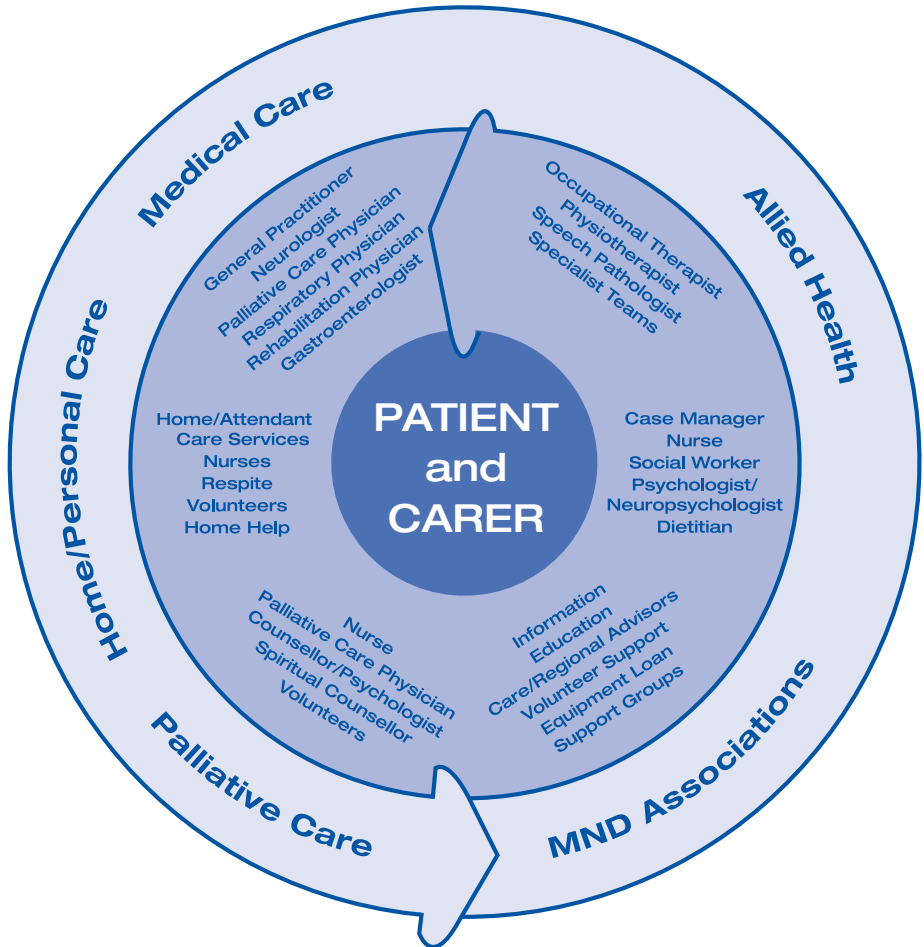 Medical Care
General Practitioner
Neurologist
Palliative Care Physician
Respiratory Physician
Rehabilitation Physician
Gastroenterologist
Allied Health
Occupational Therapist
Physiotherapist
Speech Pathologist
Specialist Teams
Case Manager
Nurse
Social Worker
Psychologist/
Neuropsychologist
Dietitian
PATIENT
and
CARER
Home/Personal Care
Home/Attendant
Care Services
Nurses
Respite
Volunteers
Home Help
Palliative Care
Nurse
Palliative Care Physician
Counsellor/Psychologist
Spiritual Counsellor
Volunteers
MND Associations
Information
Education
Care/Regional Advisors
Volunteer Support
Equipment Loan
Support Groups